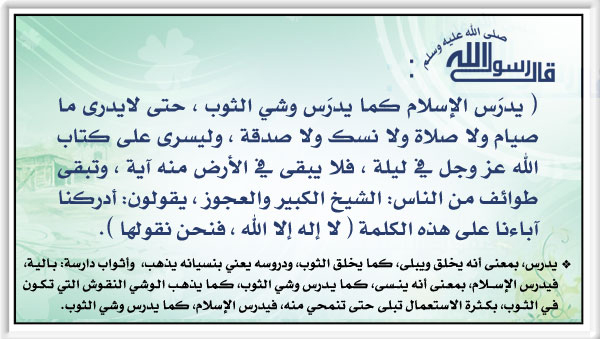 قال رسول الله صلى الله عليه وسلم :
( يدرَس الإسلام كما يدرَس وشي الثوب ، حتى لايدرى ما
صيام ولا صلاة ولا نسك ولا صدقة ، وليسرى على كتاب
الله عز وجل في ليلة ، فلا يبقى في الأرض منه آية ، وتبقى
طوائف من الناس: الشيخ الكبير والعجوز ، يقولون: أدركنا
آباءنا على هذه الكلمة ( لا إله إلا الله ، فنحن نقولها ).
❖ يدرس، بمعنى أنه يخلق ويبلى، كما يخلق الثوب، ودروسه يعني بنسيانه يذهب، وأثواب دارسة: بالية،
فيدرس الإسلام، بمعنى أنه ينسى، كما يدرس وشي الثوب، كما يذهب الوشي النقوش التي تكون
في الثوب، بكثرة الاستعمال تبلى حتى تنمحي منه، فيدرس الإسلام، كما يدرس وشي الثوب.